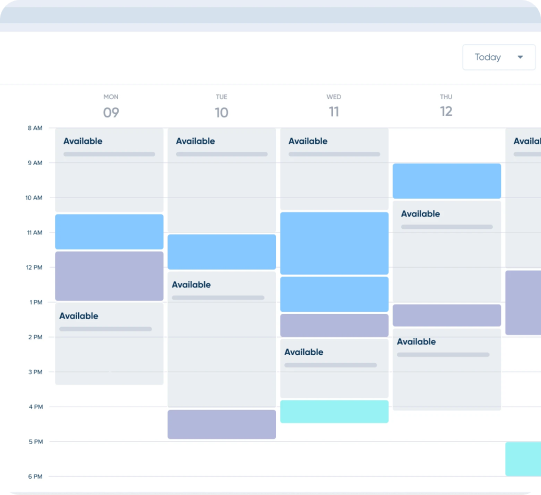 Today
MON TUE WED THU
09 10 11 12
8 AM
Available Available Available
9 AM
10 AM
Available
11 AM
12 PM
Available
1 PM
Available
2 PM
Available
Available
3 PM
4 PM
5 PM
6 PM